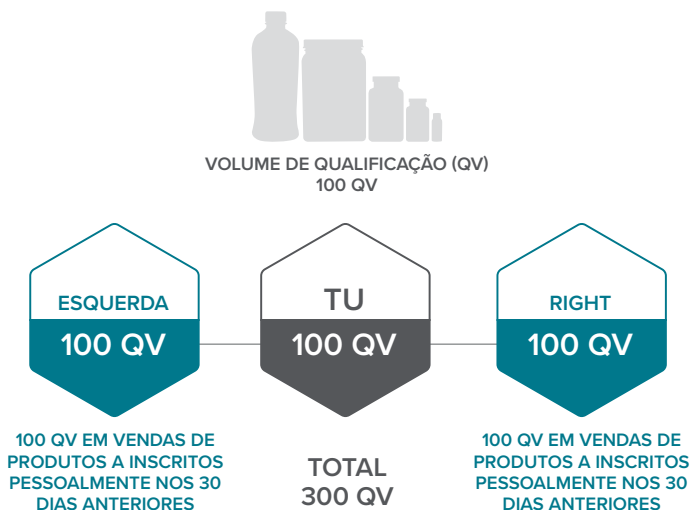 VOLUME DE QUALIFICAÇÃO (QV)
100 QV
ESQUERDA
100 QV
TU
100 QV
RIGHT
100 QV
100 QV EM VENDAS DE
PRODUTOS A INSCRITOS
PESSOALMENTE NOS 30
DIAS ANTERIORES
TOTAL
300 QV
100 QV EM VENDAS DE
PRODUTOS A INSCRITOS
PESSOALMENTE NOS 30
DIAS ANTERIORES